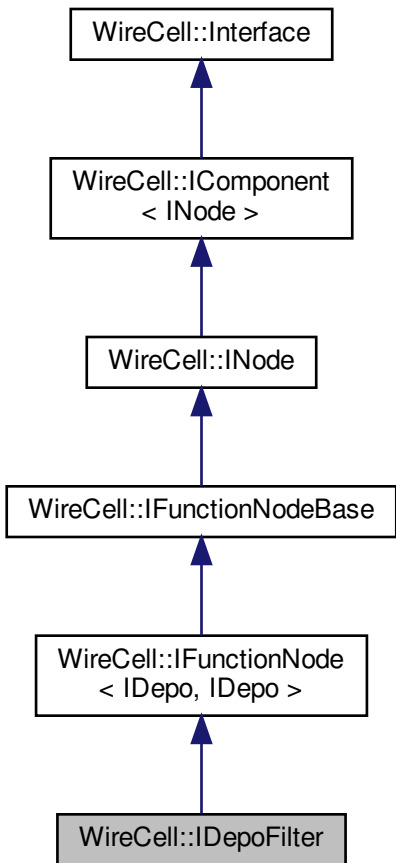 WireCell::Interface
WireCell::IComponent
< INode >
WireCell::INode
WireCell::IFunctionNodeBase
WireCell::IFunctionNode
< IDepo, IDepo >
WireCell::IDepoFilter